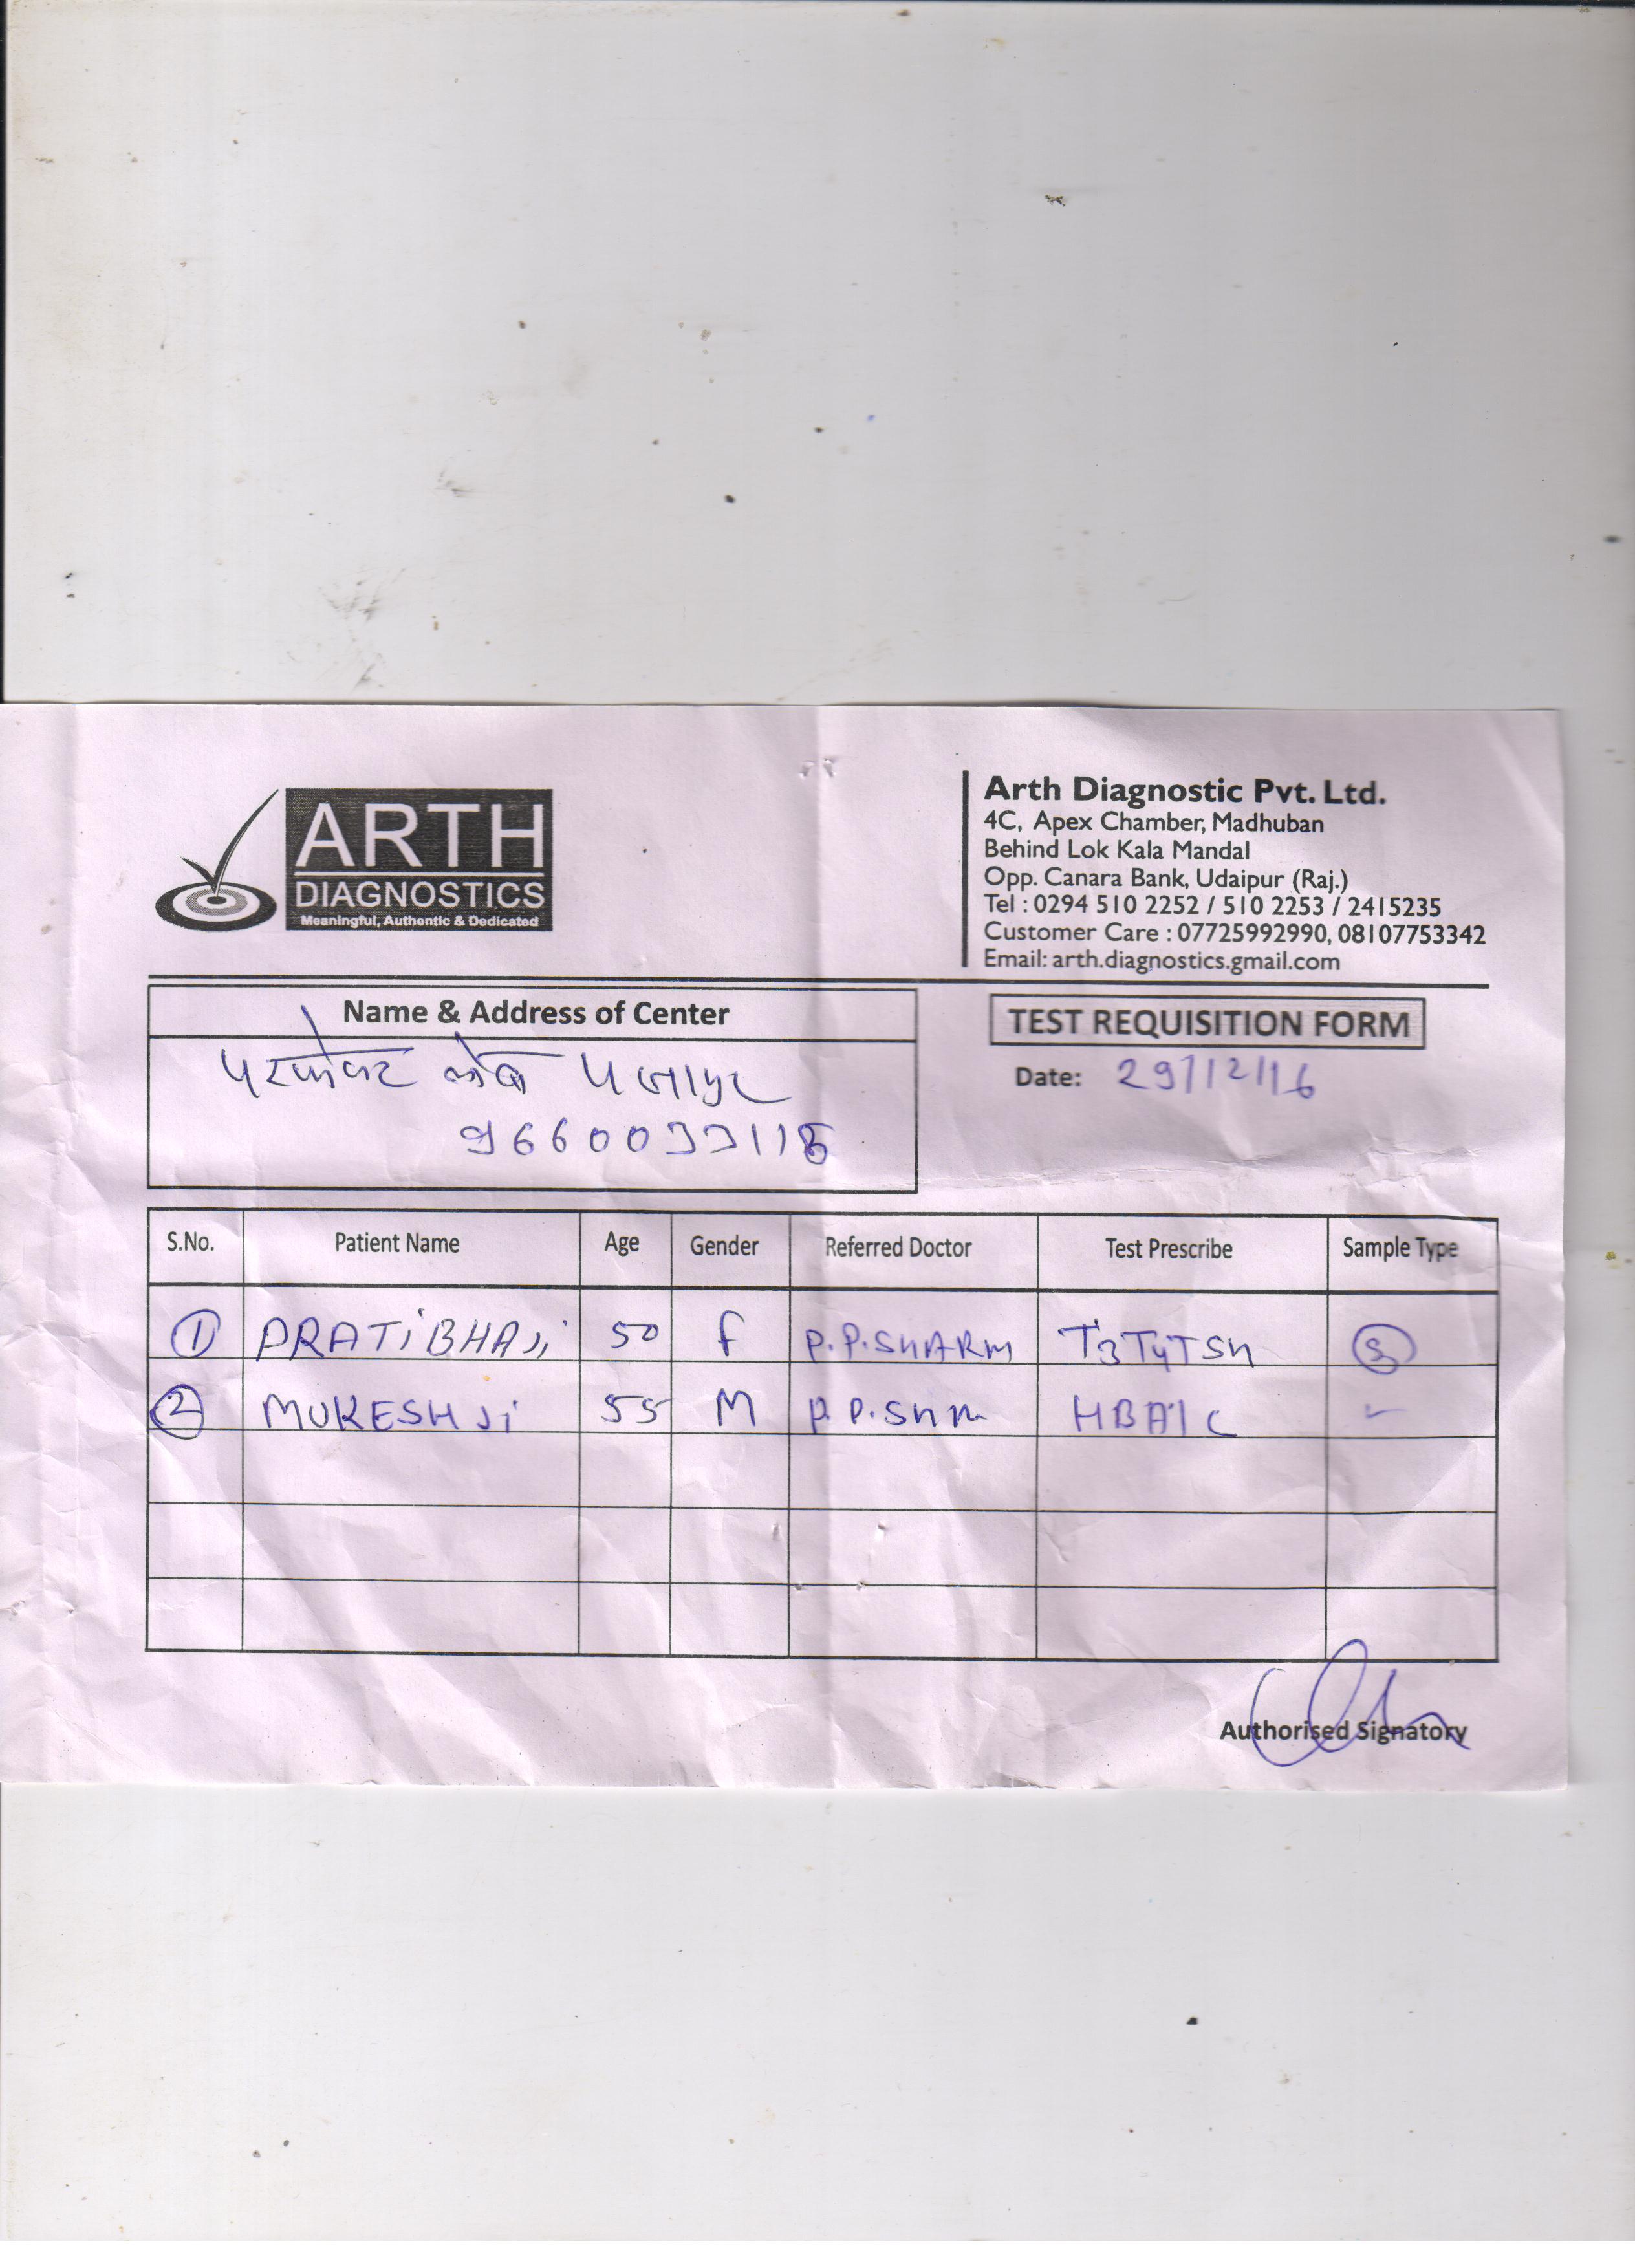 ARTH
DIAGNOSTICS
Meaningful, Authentic & Dedicated
Arth Diagnostic Pvt. Ltd.
4C, Apex Chamber, Madhuban
Behind Lok Kala Mandal
Opp. Canara Bank, Udaipur (Raj.)
Tel : 0294 510 2252 / 510 2253 / 2415235
Customer Care : 07725992990, 08107753342
Email: arth.diagnostics.gmail.com
Name & Address of Center
TEST REQUISITION FORM
Date: 29/12/16
S.No. Patient Name Age Gender Referred Doctor Test Prescribe Sample Type
1 PRATiBHA Ji 50 F P.P.SHARM T3T4TSH S
2 MUKESH Ji 55 M P.P. HBA1C
Authorised Signatory